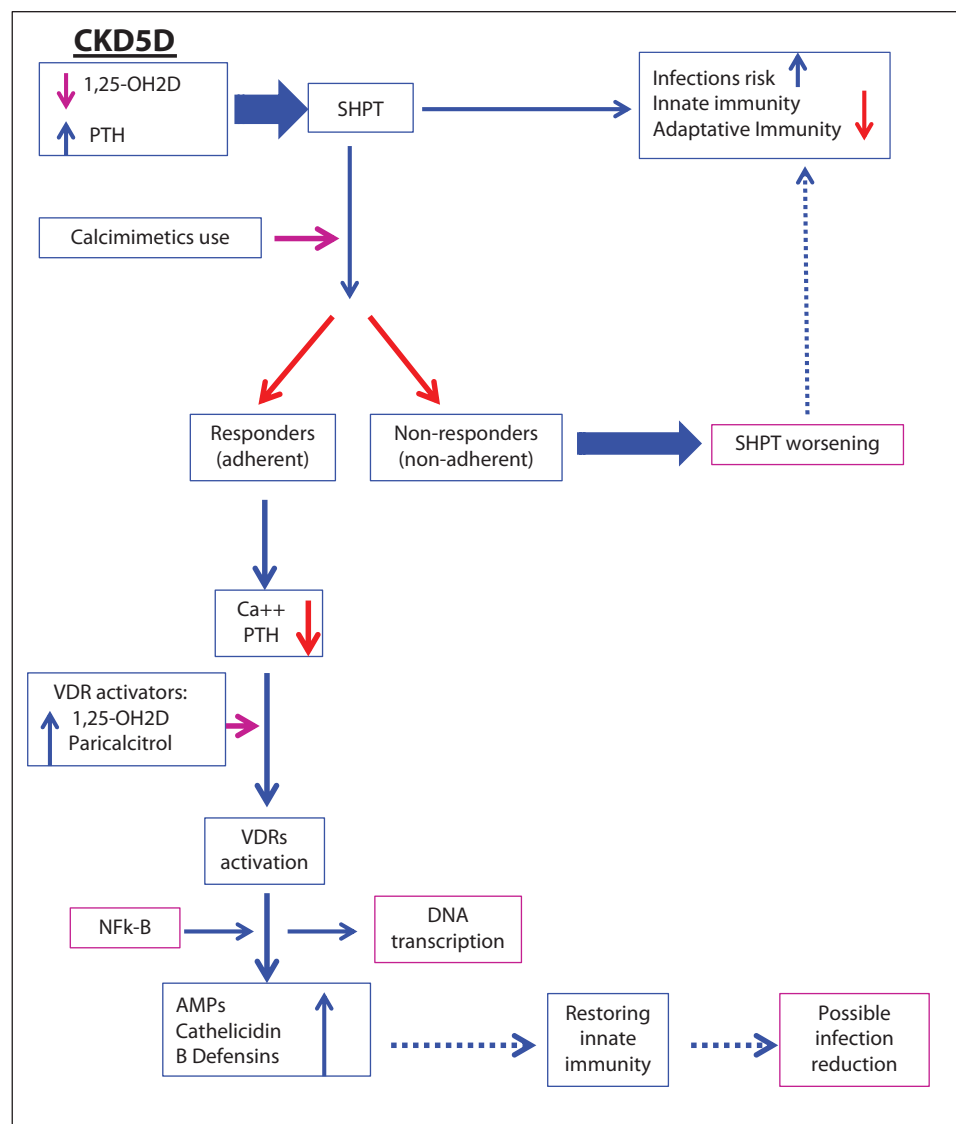 CKD5D
1,25-OH2D
PTH
SHPT
Infections risk
Innate immunity
Adaptative Immunity
Calcimimetics use
Responders
(adherent)
Non-responders
(non-adherent)
SHPT worsening
Ca++
PTH
VDR activators:
1,25-OH2D
Paricalcitrol
VDRs
activation
NFk-B
DNA
transcription
AMPs
Cathelicidin
B Defensins
Restoring
innate
immunity
Possible
infection
reduction